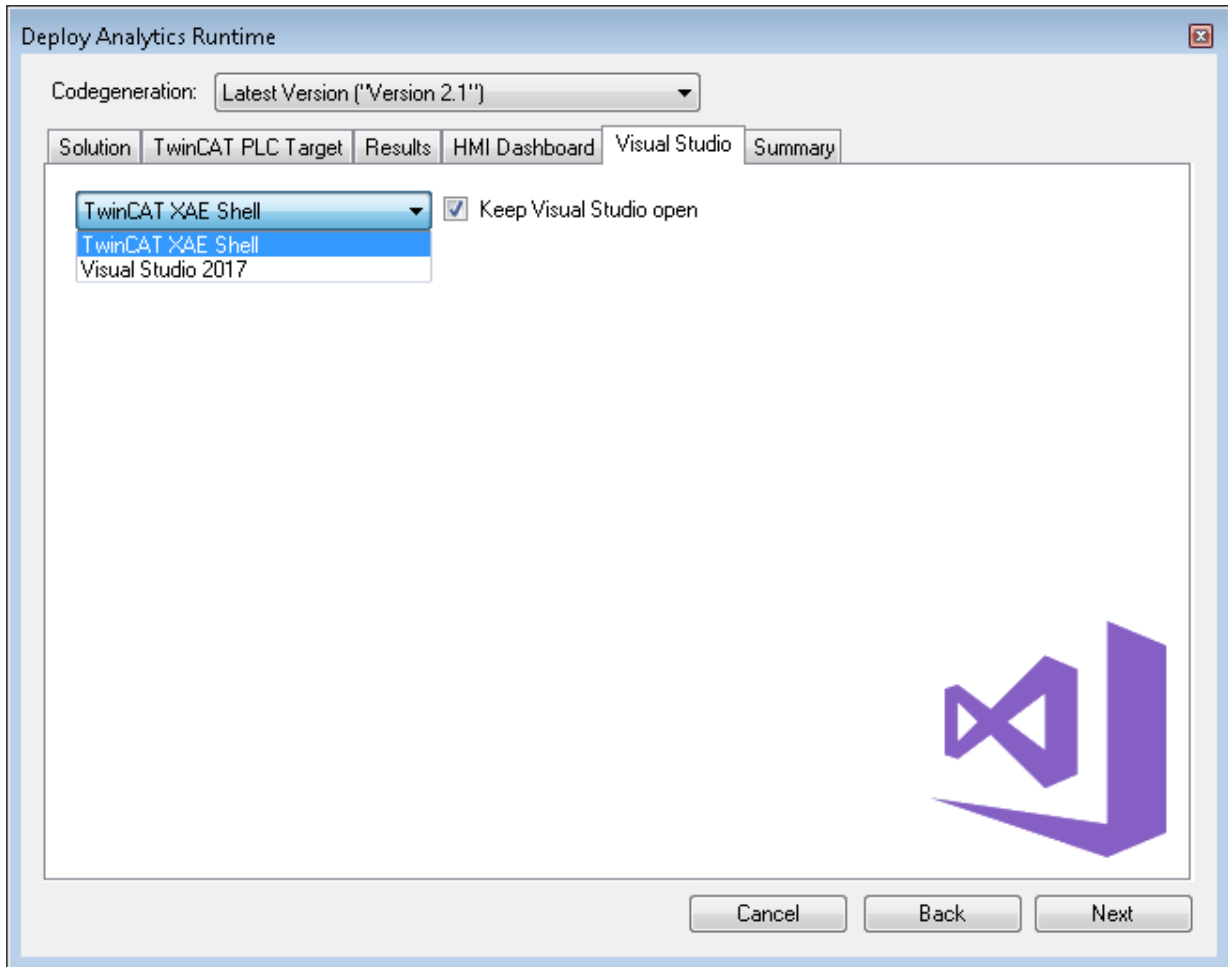 Deploy Analytics Runtime
Codegeneration: Latest Version ("Version 2.1")
Solution TwinCAT PLC Target Results HMI Dashboard Visual Studio Summary
TwinCAT XAE Shell Keep Visual Studio open
TwinCAT XAE Shell
Visual Studio 2017
Cancel Back Next